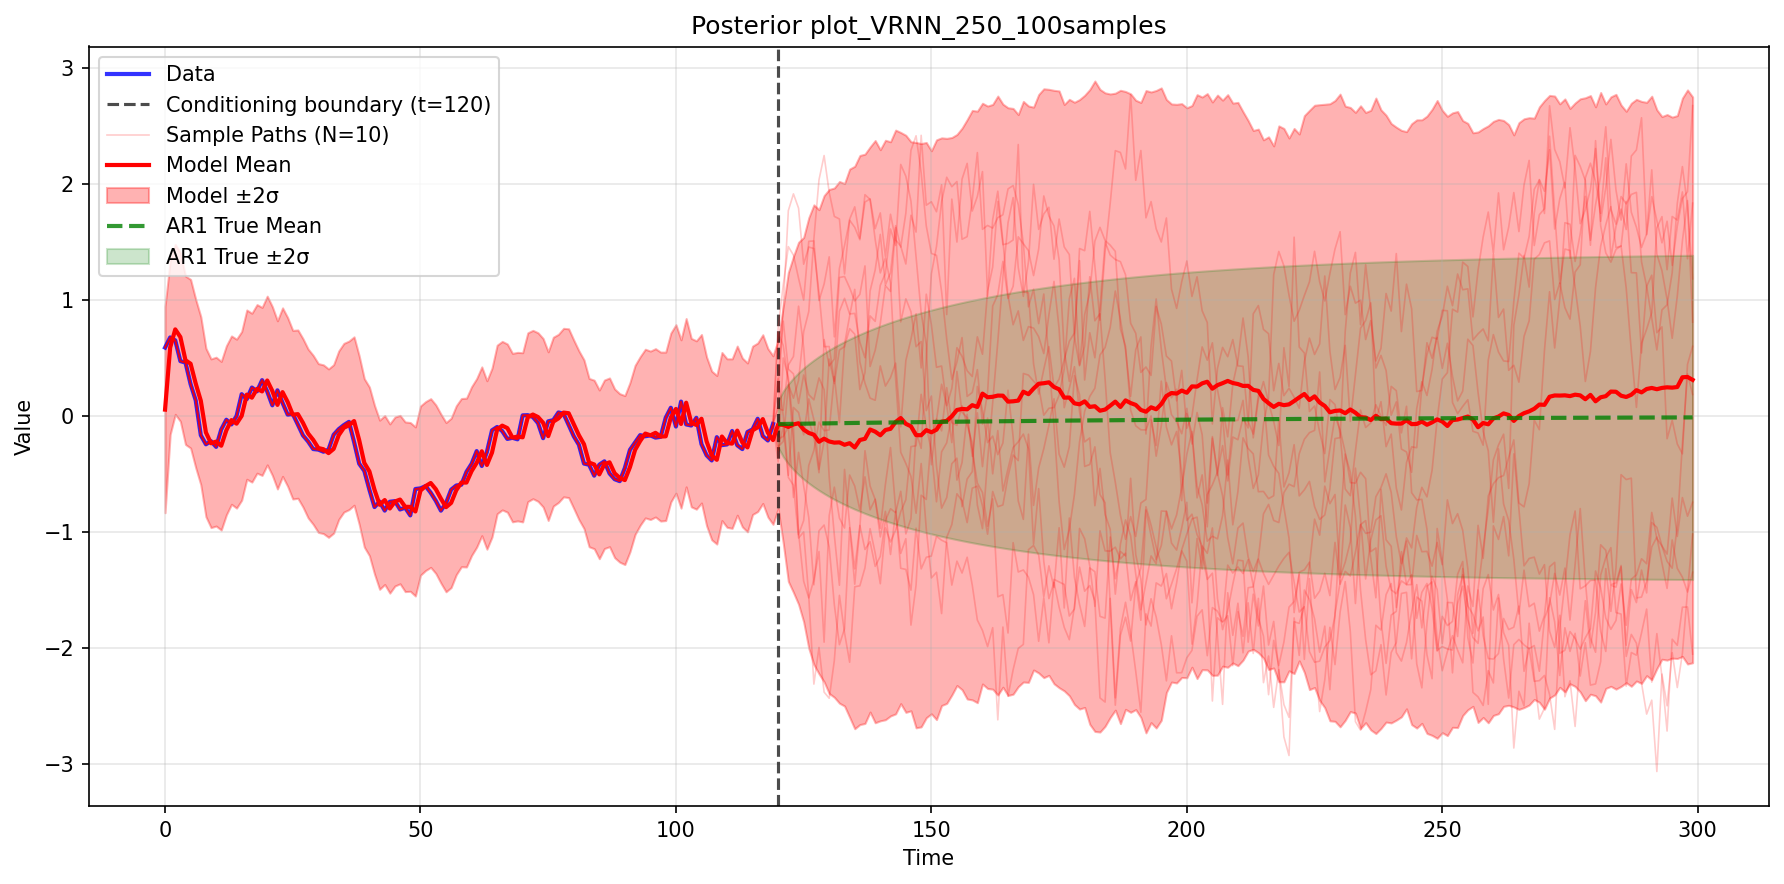 Posterior plot_VRNN_250_100samples
Data
Conditioning boundary (t=120)
Sample Paths (N=10)
Model Mean
Model ±2σ
AR1 True Mean
AR1 True ±2σ
3
2
1
0
−1
−2
−3
Value
0 50 100 150 200 250 300
Time